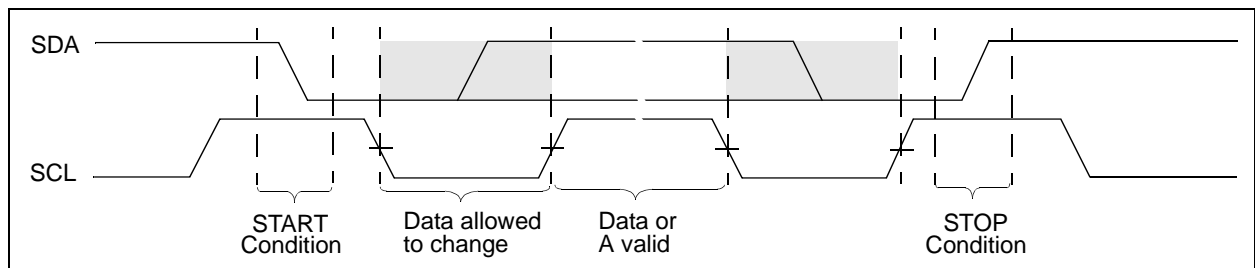 SDA
SCL
START
Condition
Data allowed
to change
Data or
A valid
STOP
Condition